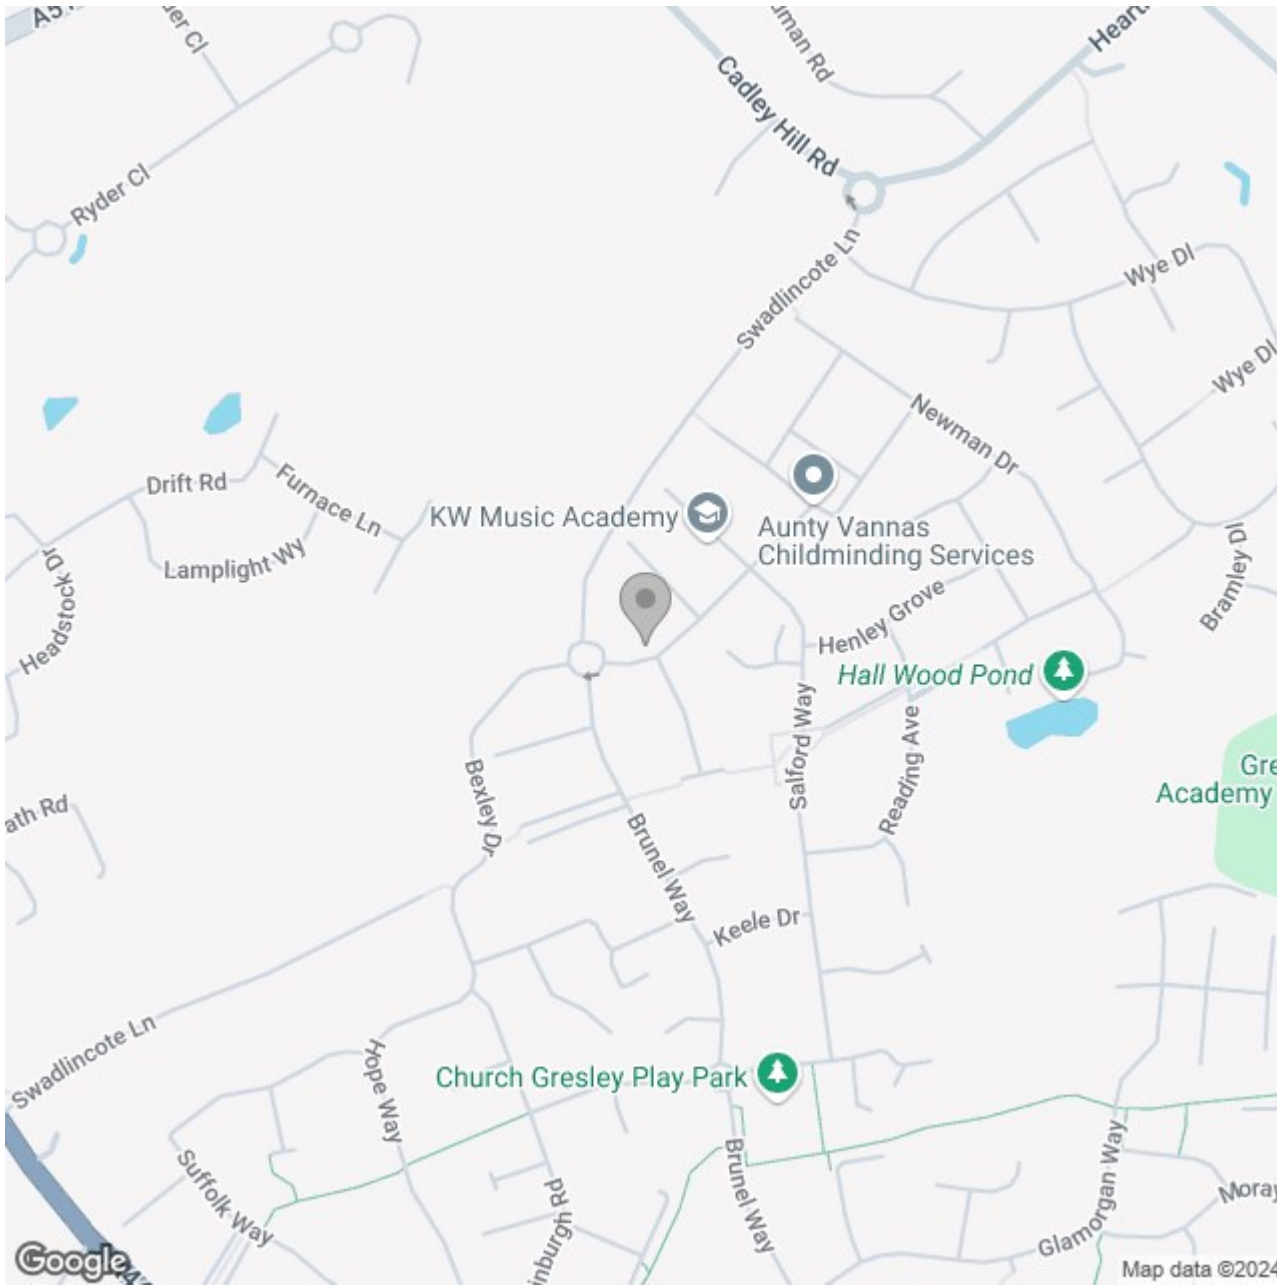 Cadley Hill Rd
Ryder Cl
Swadlincote Ln
Wye Dl
Wye Dl
Newman Dr
Drift Rd
Furnace Ln
KW Music Academy
Aunty Vannas
Childminding Services
Lamplight Wy
Headstock Dr
Bramley Dl
Henley Grove
Hall Wood Pond
Salford Way
Reading Ave
Bexley Dr
Academy
Brunel Way
Keele Dr
Swadlincote Ln
Hope Way
Church Gresley Play Park
Brunel Way
Suffolk Way
Glamorgan Way
Google
Map data ©2024